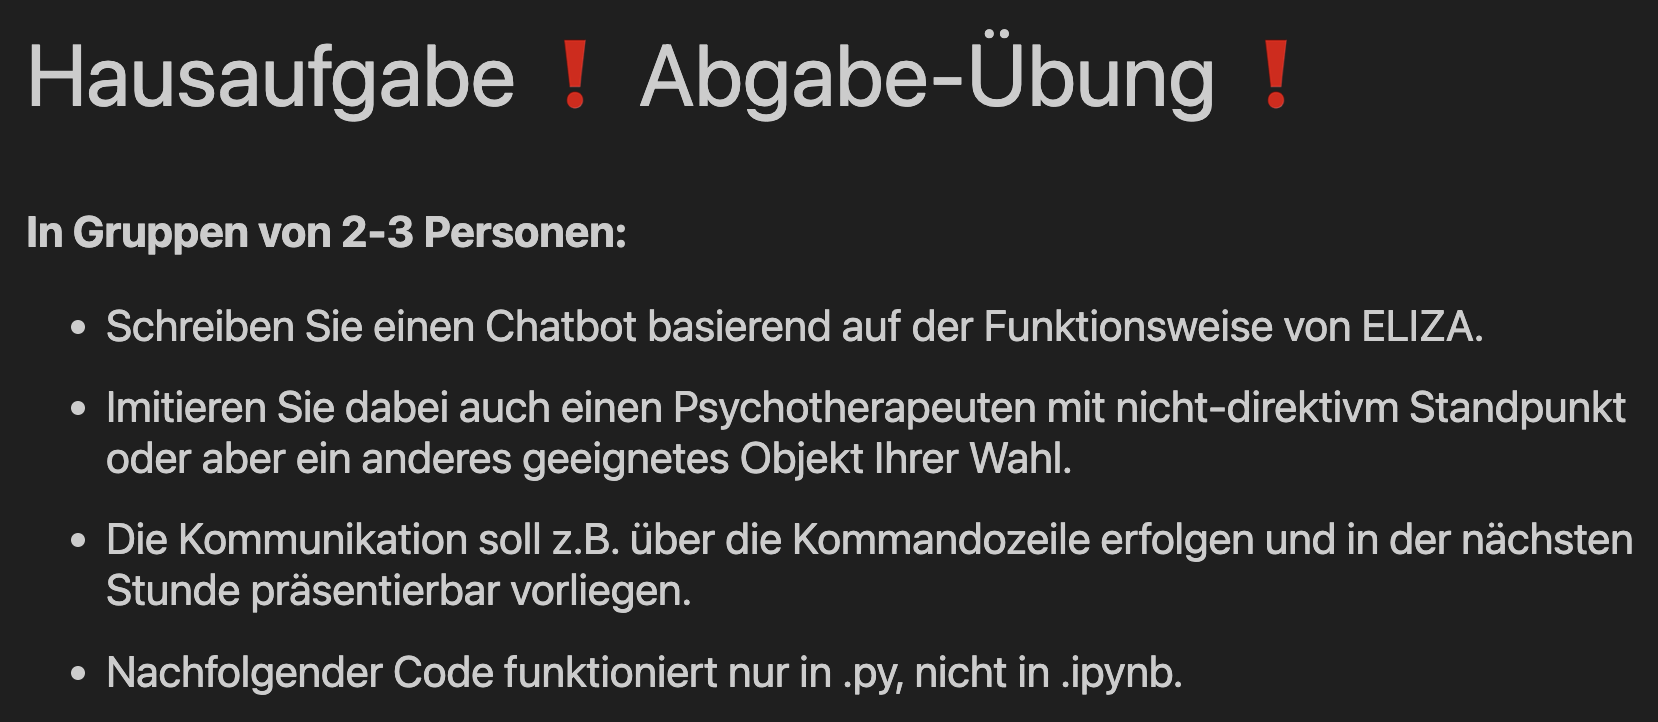 Hausaufgabe ❗ Abgabe-Übung ❗
In Gruppen von 2-3 Personen:
• Schreiben Sie einen Chatbot basierend auf der Funktionsweise von ELIZA.
• Imitieren Sie dabei auch einen Psychotherapeuten mit nicht-direktivm Standpunkt
oder aber ein anderes geeignetes Objekt Ihrer Wahl.
• Die Kommunikation soll z.B. über die Kommandozeile erfolgen und in der nächsten
Stunde präsentierbar vorliegen.
• Nachfolgender Code funktioniert nur in .py, nicht in .ipynb.